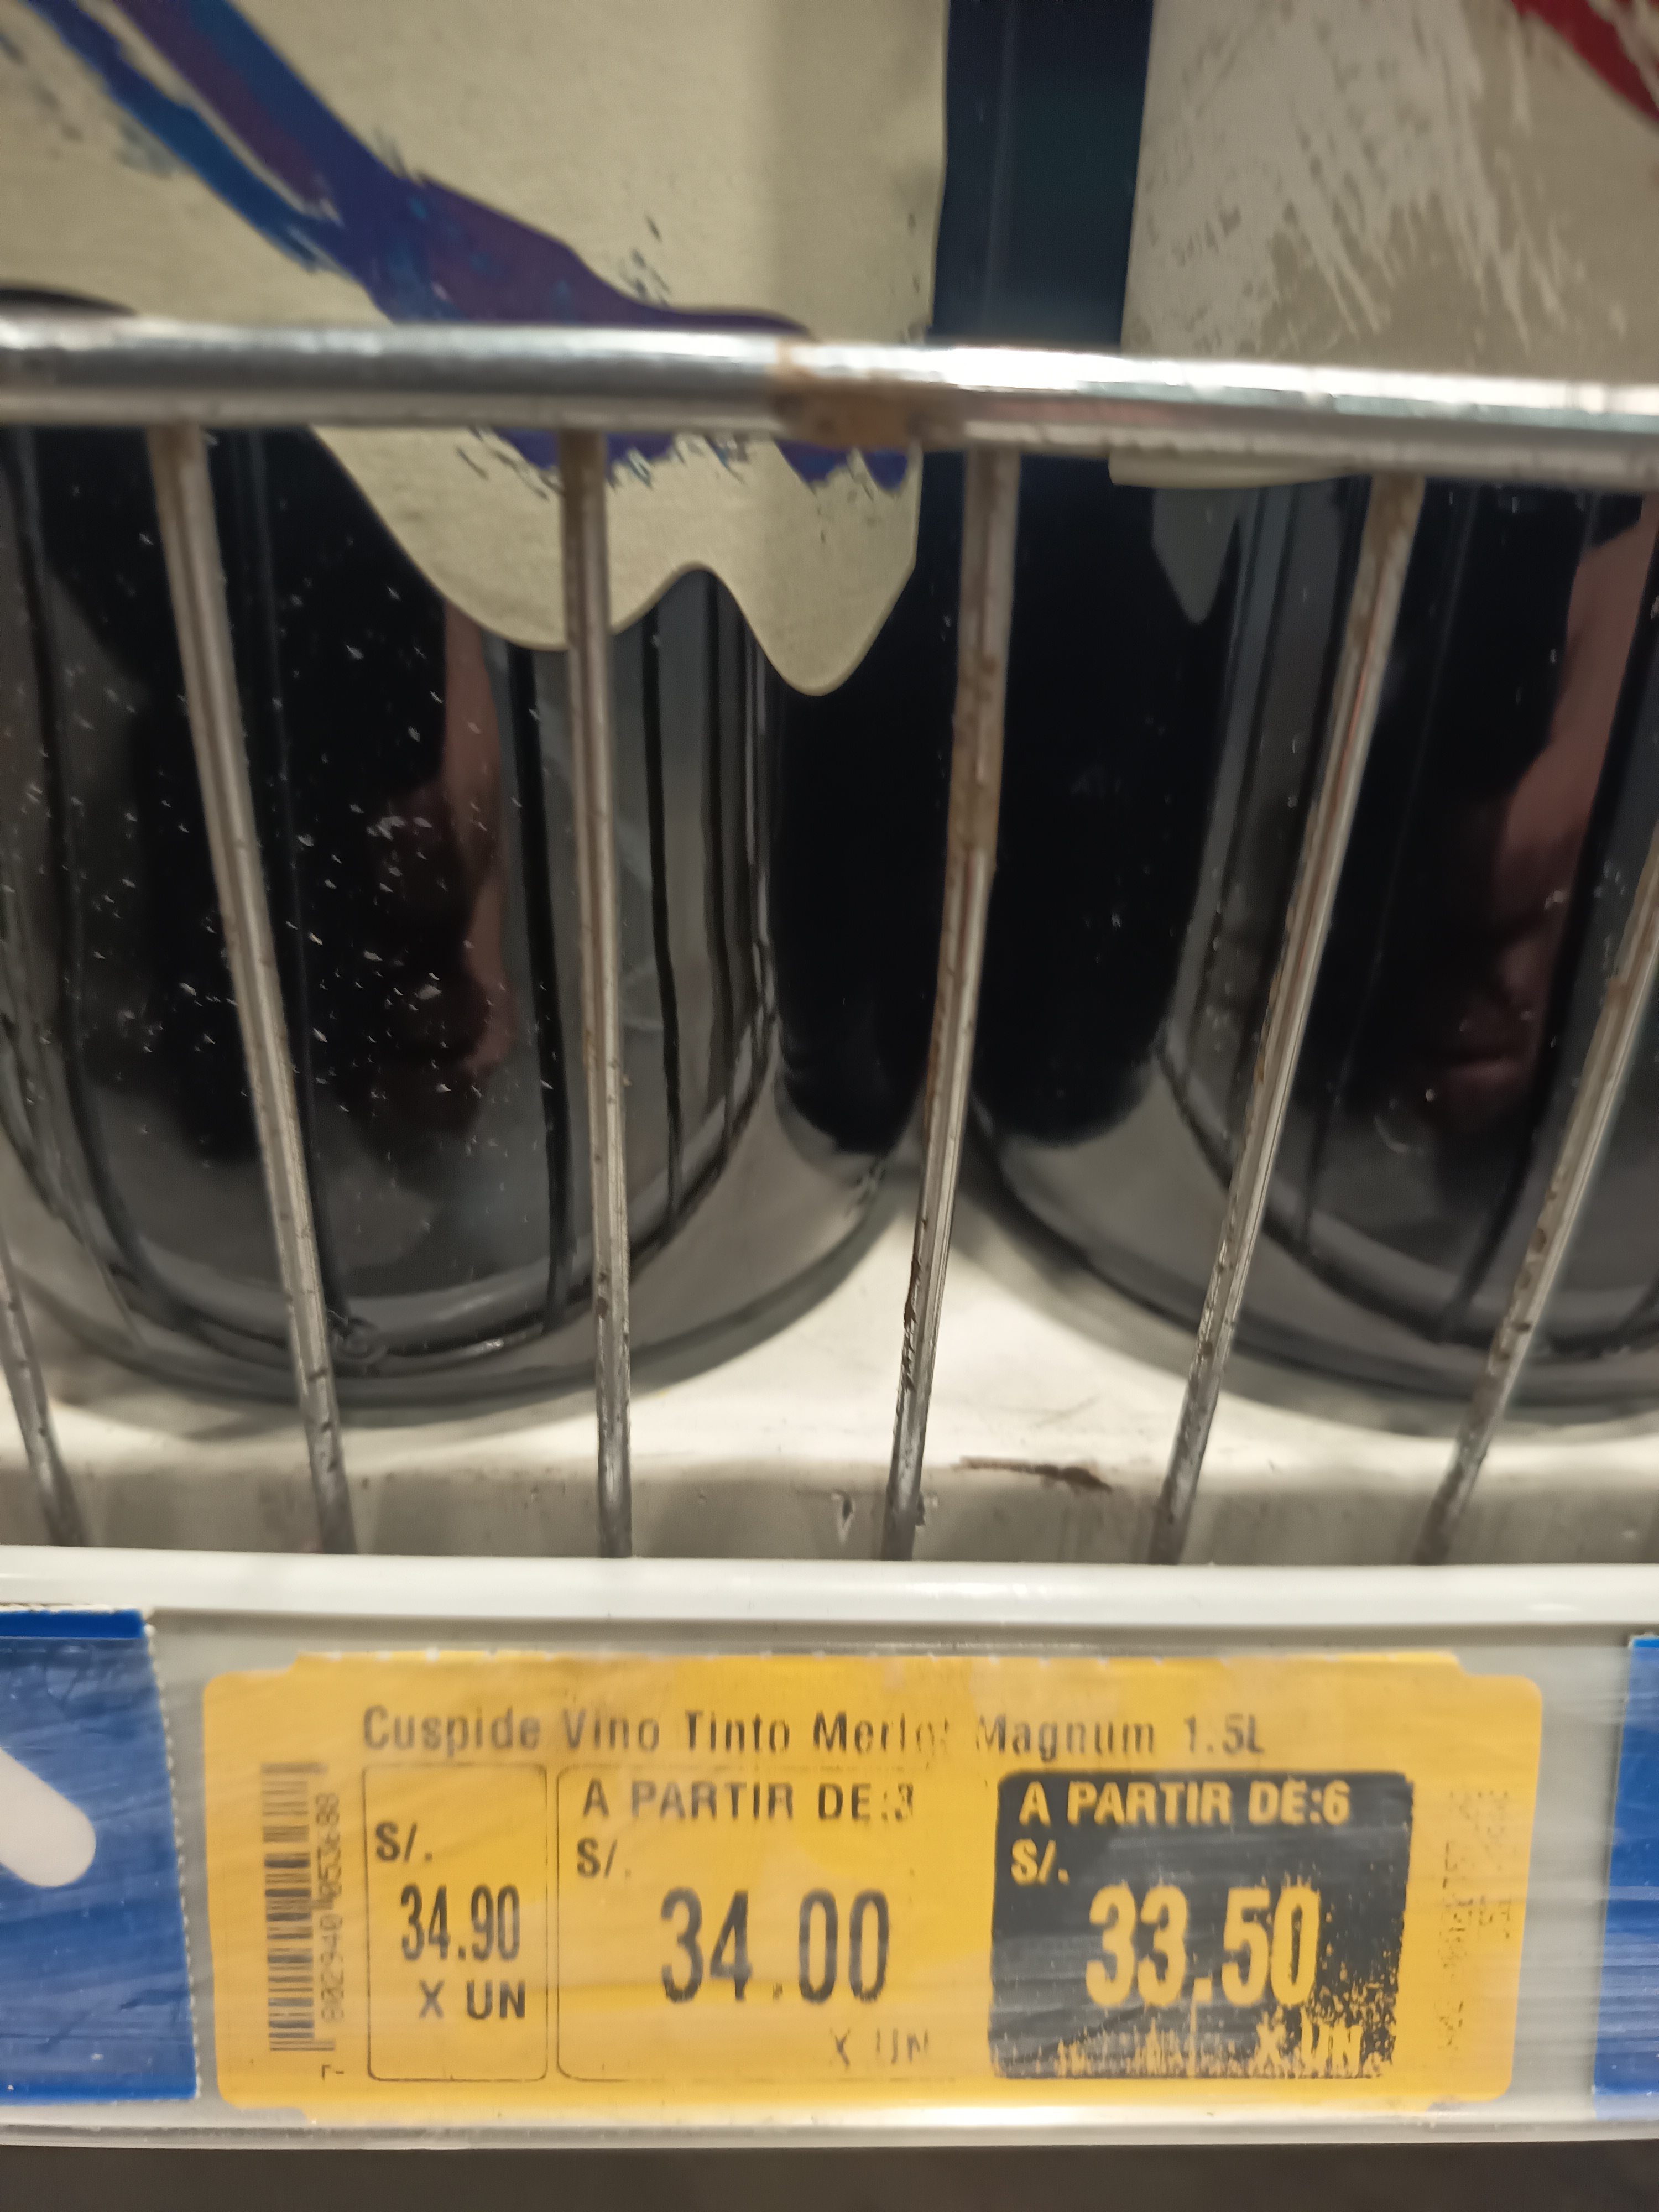 Cuspide Vino Tinto Merlot Magnum 1.5L
S/.
34.90
X UN
A PARTIR DE:3
S/.
34.00
X UN
A PARTIR DE:6
S/.
33.50
X UN